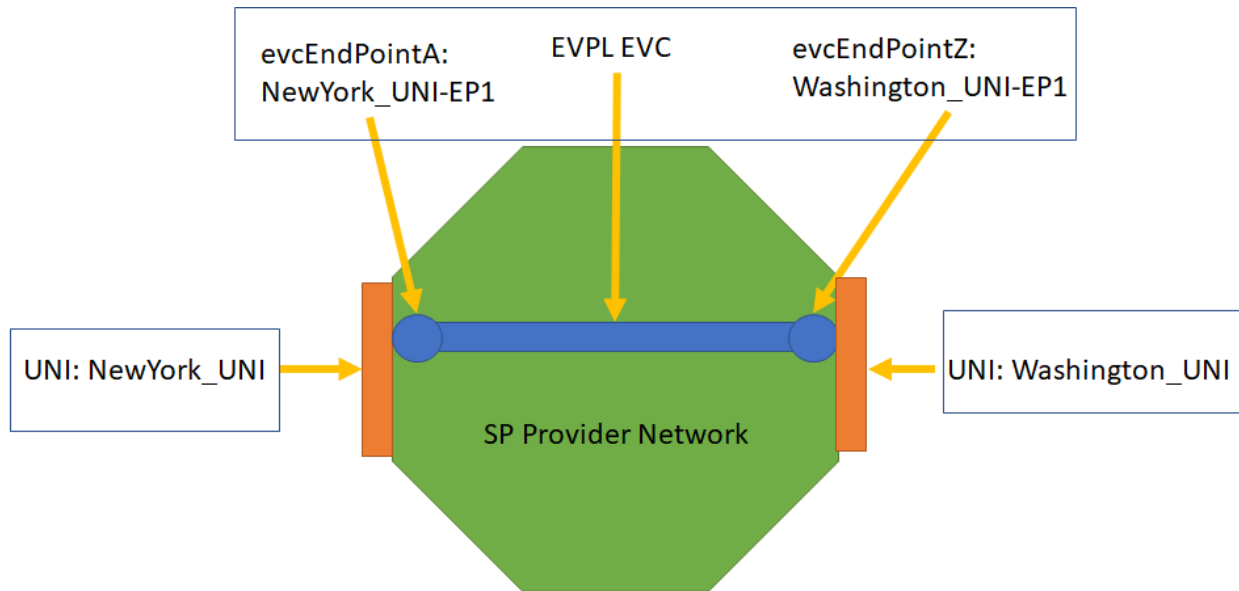 evcEndPointA:
NewYork_UNI-EP1
EVPL EVC
evcEndPointZ:
Washington_UNI-EP1
UNI: NewYork_UNI
UNI: Washington_UNI
SP Provider Network